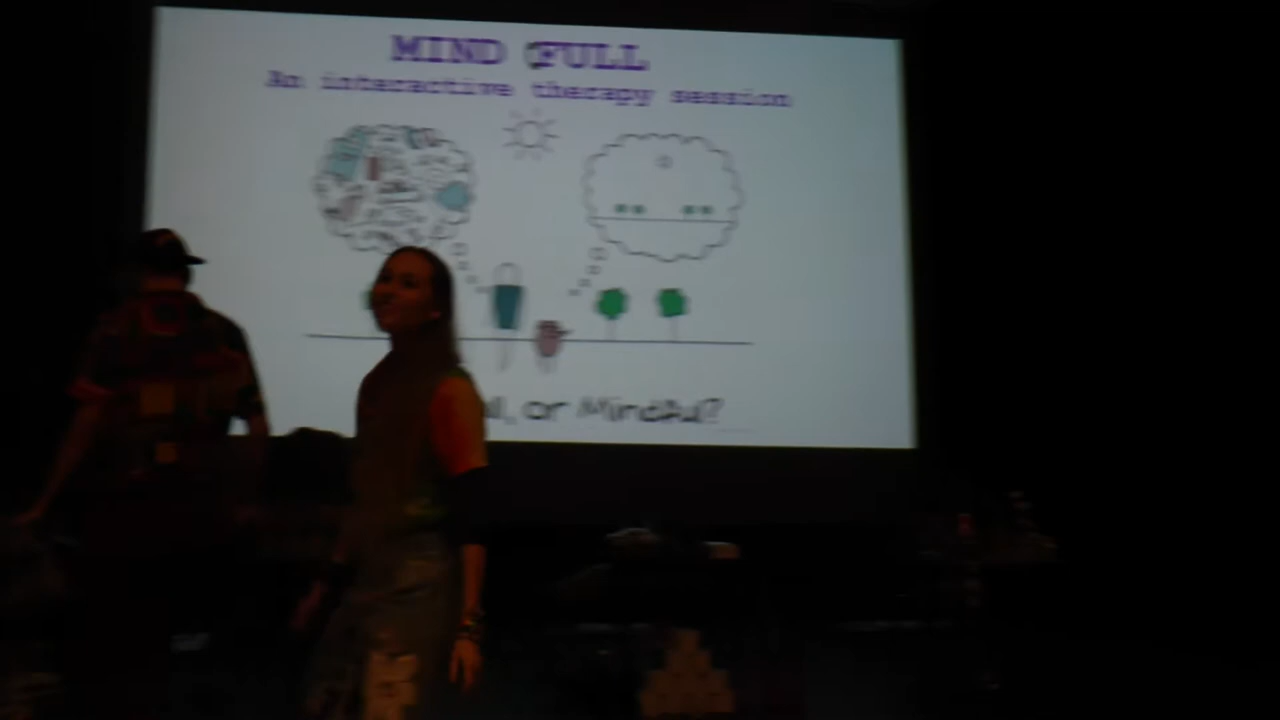 MIND FULL
An interactive therapy session
or Mindful?